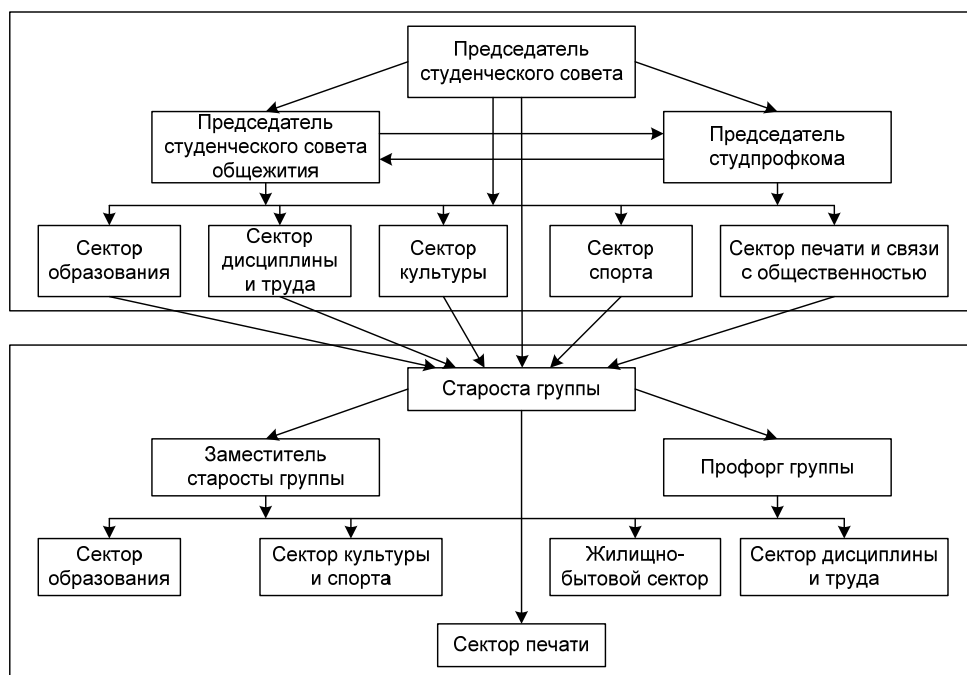 Председатель
студенческого совета
Председатель
студенческого совета
общежития
Председатель
студпрофкома
Сектор
образования
Сектор
дисциплины
и труда
Сектор
культуры
Сектор
спорта
Сектор печати и связи
с общественностью
Староста группы
Заместитель
старосты группы
Профорг группы
Сектор
образования
Сектор культуры
и спорта
Жилищно-
бытовой сектор
Сектор дисциплины
и труда
Сектор печати